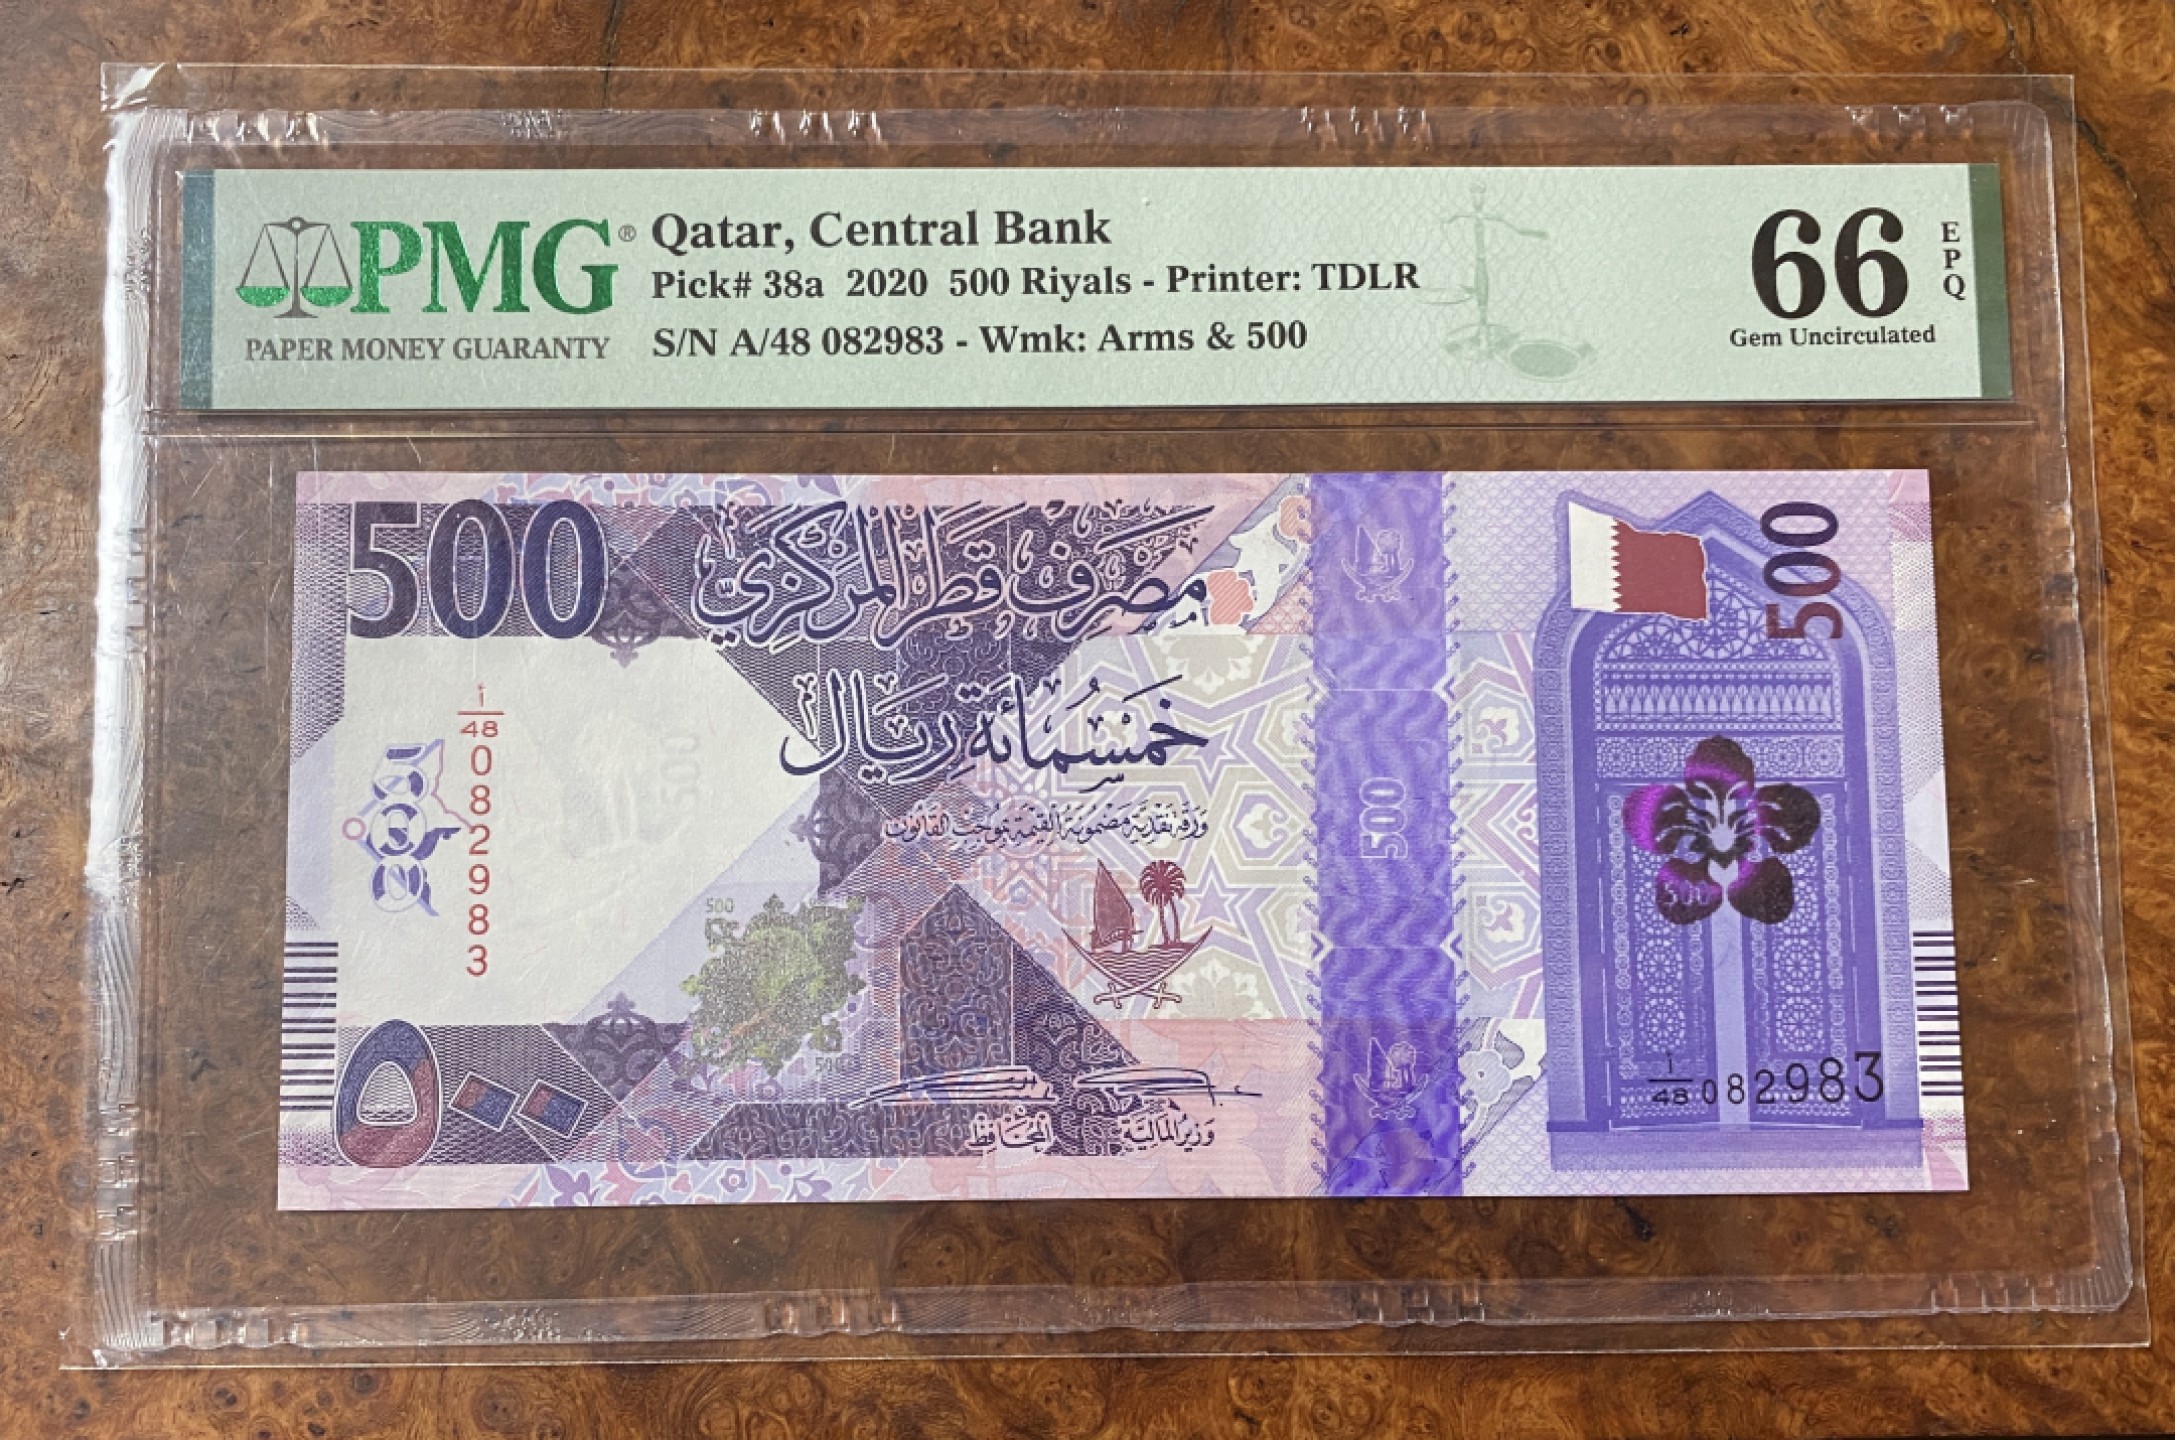 PMG®
PAPER MONEY GUARANTY
Qatar, Central Bank
Pick# 38a 2020 500 Riyals - Printer: TDLR
S/N A/48 082983 - Wmk: Arms & 500
66
EPQ
Gem Uncirculated
500
مصرف قطر المركزي
500
أ
48
082983
خمسمائة ريال
500
500
ورقة نقدية مضمونة القيمة بموجب القانون
500
500
500
٥٠٠
وزير المالية
المحافظ
أ
48 082983